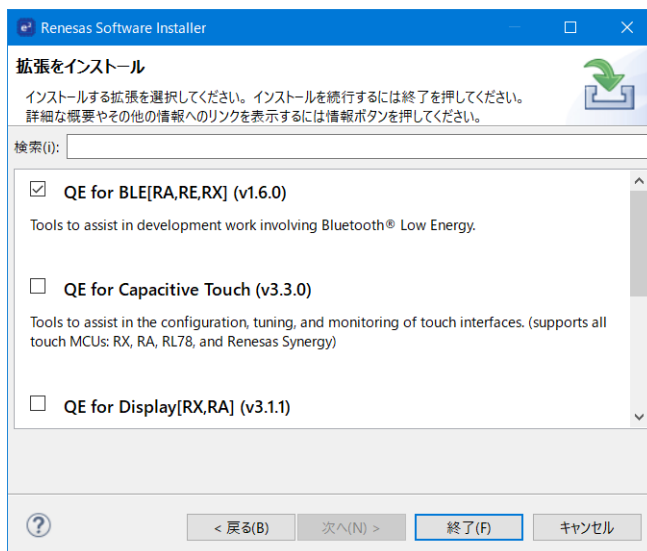 e² Renesas Software Installer
拡張をインストール
インストールする拡張を選択してください。インストールを続行するには終了を押してください。
詳細な概要やその他の情報へのリンクを表示するには情報ボタンを押してください。
検索(i):
QE for BLE[RA,RE,RX] (v1.6.0)
Tools to assist in development work involving Bluetooth® Low Energy.
QE for Capacitive Touch (v3.3.0)
Tools to assist in the configuration, tuning, and monitoring of touch interfaces. (supports all
touch MCUs: RX, RA, RL78, and Renesas Synergy)
QE for Display[RX,RA] (v3.1.1)
? < 戻る(B) 次へ(N) > 終了(F) キャンセル